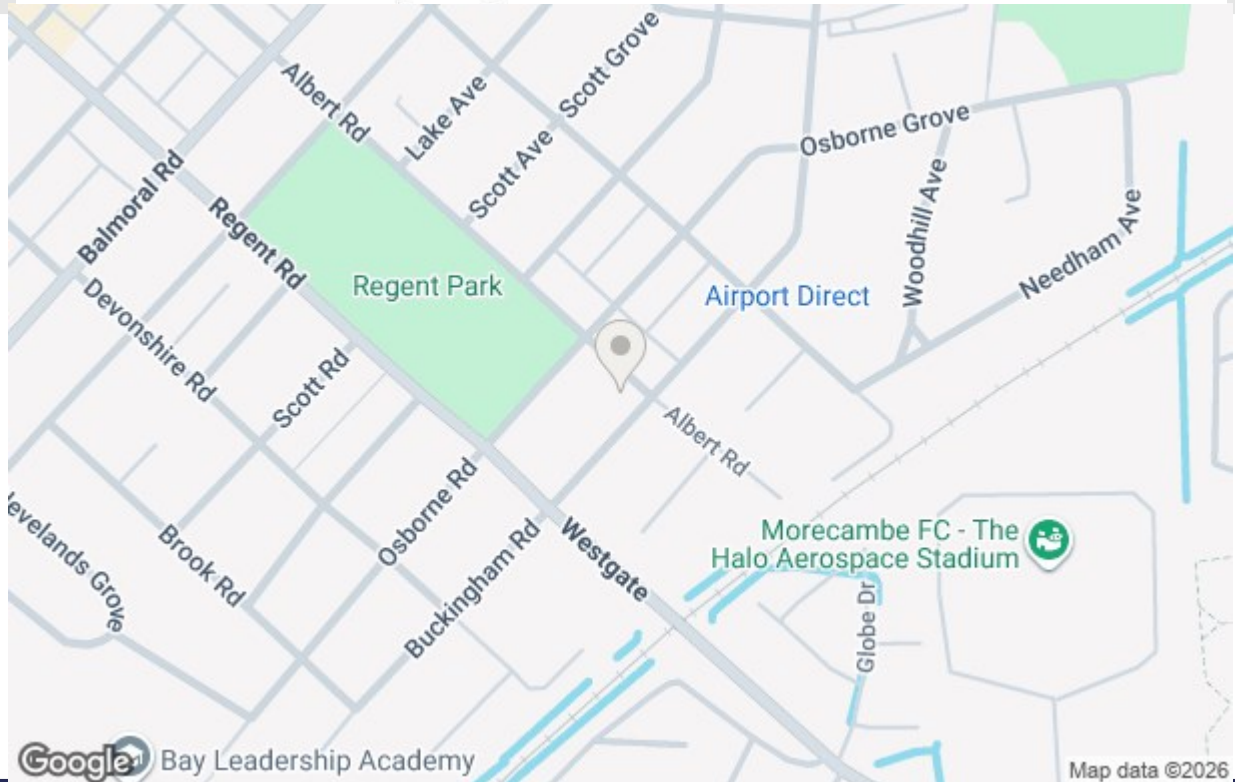 Albert Rd
Lake Ave
Scott Grove
Scott Ave
Osborne Grove
Balmoral Rd
Regent Rd
Woodhill Ave
Needham Ave
Regent Park
Airport Direct
Devonshire Rd
Scott Rd
Albert Rd
levelands Grove
Brook Rd
Osborne Rd
Buckingham Rd
Westgate
Morecambe FC - The
Halo Aerospace Stadium
Globe Dr
Google
Bay Leadership Academy
Map data ©2026